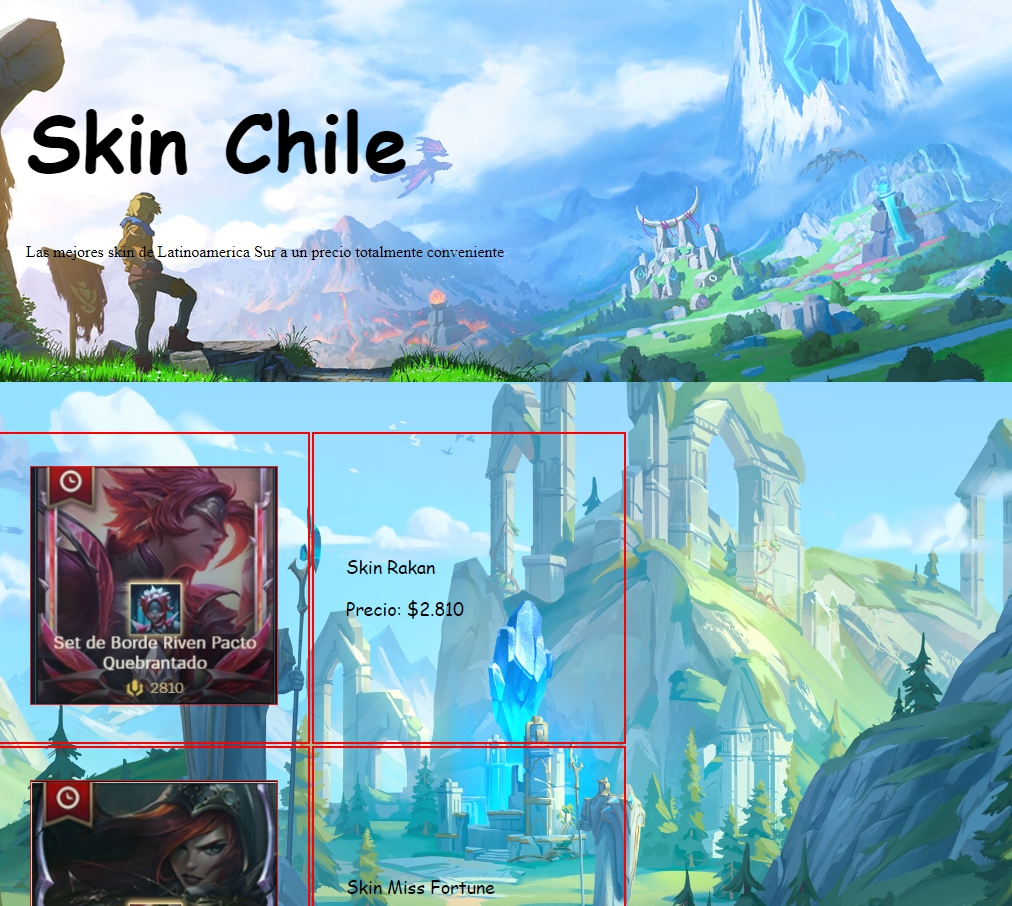 Skin Chile
Las mejores skin de Latinoamerica Sur a un precio totalmente conveniente
Set de Borde Riven Pacto
Quebrantado
2810
Skin Rakan
Precio: $2.810
Skin Miss Fortune